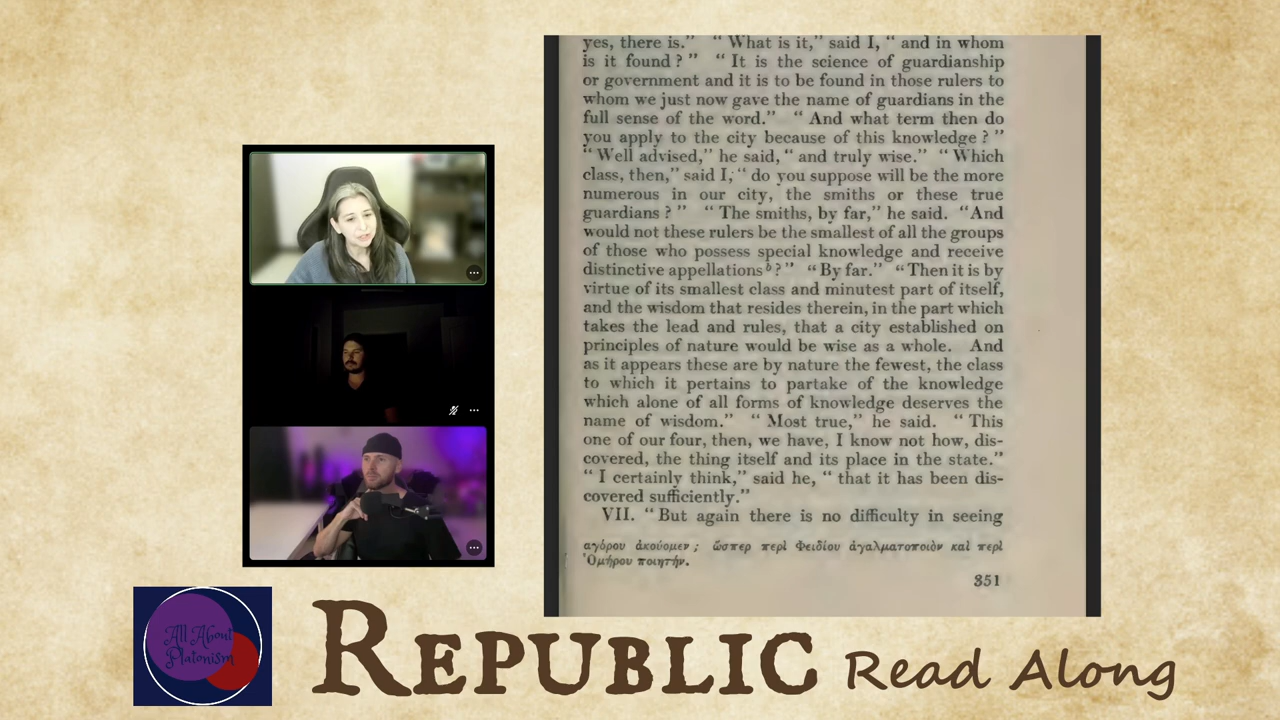 yes, there is.” “ What is it,” said I, “ and in whom
is it found ? ” “ It is the science of guardianship
or government and it is to be found in those rulers to
whom we just now gave the name of guardians in the
full sense of the word.” “ And what term then do
you apply to the city because of this knowledge ? ”
“ Well advised,” he said, “ and truly wise.” “ Which
class, then,” said I, “ do you suppose will be the more
numerous in our city, the smiths or these true
guardians ? ” “ The smiths, by far,” he said. “And
would not these rulers be the smallest of all the groups
of those who possess special knowledge and receive
distinctive appellations b ? ” “ By far.” “ Then it is by
virtue of its smallest class and minutest part of itself,
and the wisdom that resides therein, in the part which
takes the lead and rules, that a city established on
principles of nature would be wise as a whole. And
as it appears these are by nature the fewest, the class
to which it pertains to partake of the knowledge
which alone of all forms of knowledge deserves the
name of wisdom.” “ Most true,” he said. “ This
one of our four, then, we have, I know not how, dis-
covered, the thing itself and its place in the state.”
“ I certainly think,” said he, “ that it has been dis-
covered sufficiently.”
VII. “ But again there is no difficulty in seeing
αγόρου ἀκούομεν ; ὥσπερ περὶ Φειδίου ἀγαλματοποιὸν καὶ περὶ
Ὁμήρου ποιητήν.
351
All About
Platonism
REPUBLIC Read Along